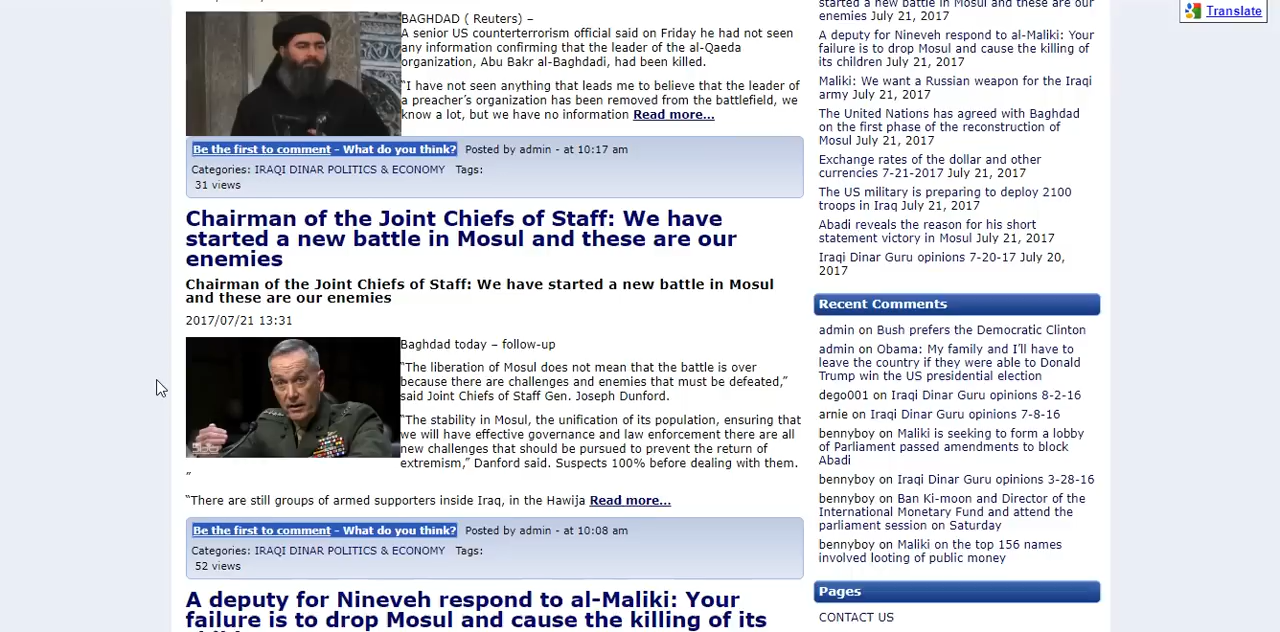 BAGHDAD ( Reuters) –
A senior US counterterrorism official said on Friday he had not seen
any information confirming that the leader of the al-Qaeda
organization, Abu Bakr al-Baghdadi, had been killed.
“I have not seen anything that leads me to believe that the leader of
a preacher’s organization has been removed from the battlefield, we
know a lot, but we have no information Read more...
Be the first to comment - What do you think? Posted by admin - at 10:17 am
Categories: IRAQI DINAR POLITICS & ECONOMY Tags:
31 views
Chairman of the Joint Chiefs of Staff: We have
started a new battle in Mosul and these are our
enemies
Chairman of the Joint Chiefs of Staff: We have started a new battle in Mosul
and these are our enemies
2017/07/21 13:31
Baghdad today – follow-up
“The liberation of Mosul does not mean that the battle is over
because there are challenges and enemies that must be defeated,”
said Joint Chiefs of Staff Gen. Joseph Dunford.
“The stability in Mosul, the unification of its population, ensuring that
we will have effective governance and law enforcement there are all
new challenges that should be pursued to prevent the return of
extremism,” Danford said. Suspects 100% before dealing with them.
”
“There are still groups of armed supporters inside Iraq, in the Hawija Read more...
Be the first to comment - What do you think? Posted by admin - at 10:08 am
Categories: IRAQI DINAR POLITICS & ECONOMY Tags:
52 views
A deputy for Nineveh respond to al-Maliki: Your
failure is to drop Mosul and cause the killing of its
started a new battle in Mosul and these are our
enemies July 21, 2017
A deputy for Nineveh respond to al-Maliki: Your
failure is to drop Mosul and cause the killing of
its children July 21, 2017
Maliki: We want a Russian weapon for the Iraqi
army July 21, 2017
The United Nations has agreed with Baghdad
on the first phase of the reconstruction of
Mosul July 21, 2017
Exchange rates of the dollar and other
currencies 7-21-2017 July 21, 2017
The US military is preparing to deploy 2100
troops in Iraq July 21, 2017
Abadi reveals the reason for his short
statement victory in Mosul July 21, 2017
Iraqi Dinar Guru opinions 7-20-17 July 20,
2017
Recent Comments
admin on Bush prefers the Democratic Clinton
admin on Obama: My family and I’ll have to
leave the country if they were able to Donald
Trump win the US presidential election
dego001 on Iraqi Dinar Guru opinions 8-2-16
arnie on Iraqi Dinar Guru opinions 7-8-16
bennyboy on Maliki is seeking to form a lobby
of Parliament passed amendments to block
Abadi
bennyboy on Iraqi Dinar Guru opinions 3-28-16
bennyboy on Ban Ki-moon and Director of the
International Monetary Fund and attend the
parliament session on Saturday
bennyboy on Maliki on the top 156 names
involved looting of public money
Pages
CONTACT US
Translate